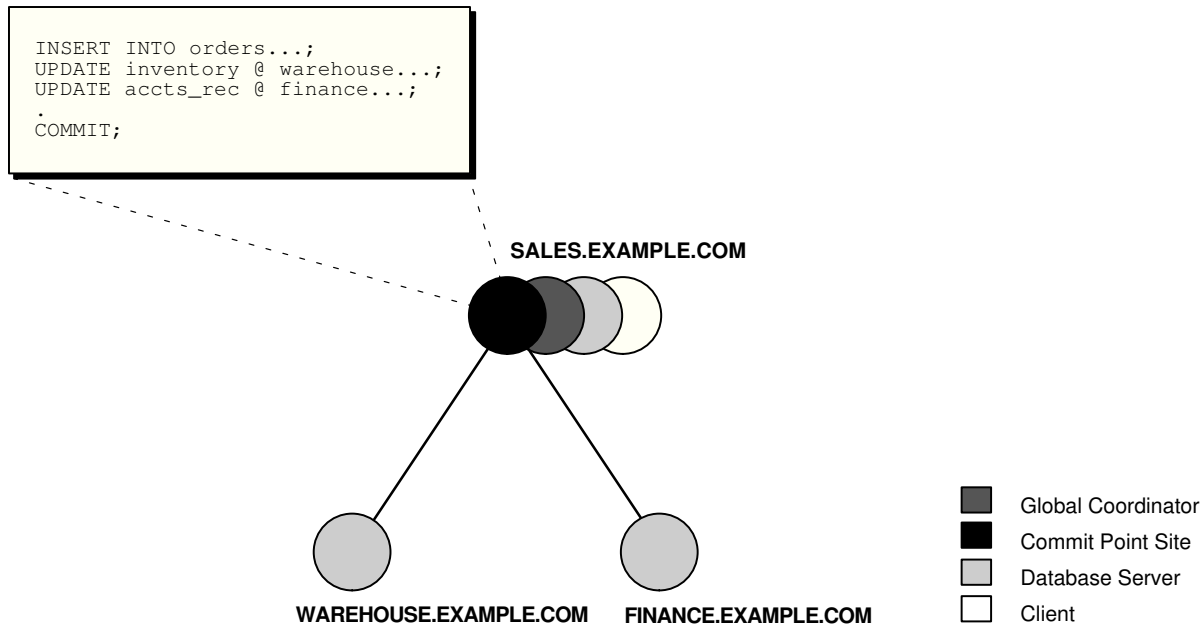 INSERT INTO orders...;
UPDATE inventory @ warehouse...;
UPDATE accts_rec @ finance...;
.
COMMIT;
SALES.EXAMPLE.COM
WAREHOUSE.EXAMPLE.COM
FINANCE.EXAMPLE.COM
Global Coordinator
Commit Point Site
Database Server
Client